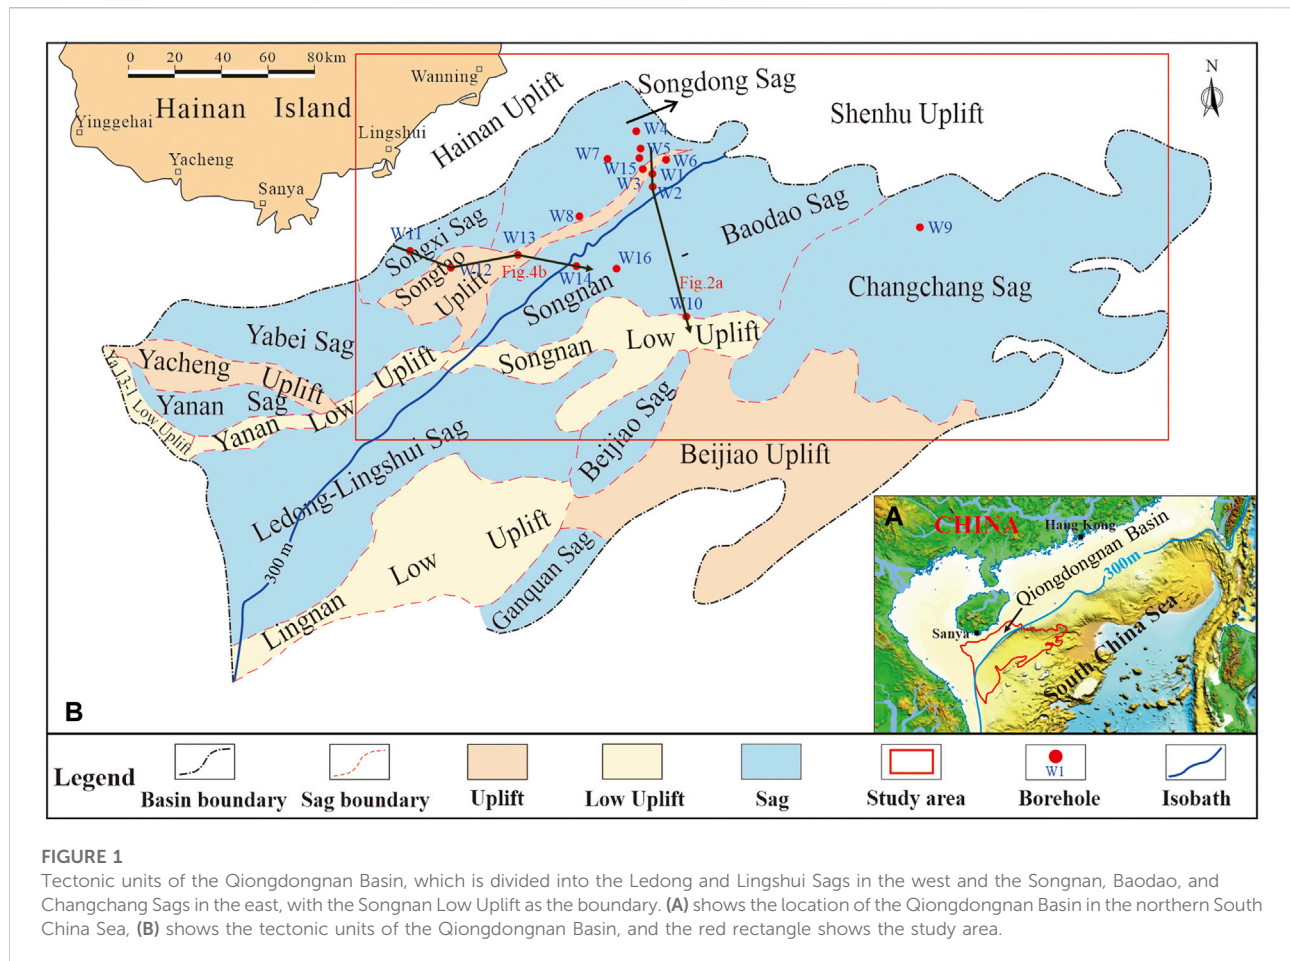 0 20 40 60 80km
Wanning
Hainan Island
Yinggehai
Lingshui
Yacheng
Sanya
Hainan Uplift
Songdong Sag
Shenhu Uplift
N
W4
W5
W7
W15
W6
W1
W3
W2
W8
Baodao Sag
W9
W11
Songxi Sag
W13
W12
Songtao
Uplift
Fig.4b
W14
W16
Songnan
Fig.2a
W10
Changchang Sag
Yabei Sag
Songnan Low Uplift
Yacheng Uplift
Ya 13-1 Low Uplift
Yanan Sag
Yanan Low Uplift
Ledong-Lingshui Sag
Beijiao Sag
Beijiao Uplift
300 m
Lingnan Low Uplift
Ganquan Sag
B
A
CHINA
Hang Kong
Qiongdongnan Basin
300m
Sanya
South China Sea
Legend
W1
Basin boundary Sag boundary Uplift Low Uplift Sag Study area Borehole Isobath
FIGURE 1
Tectonic units of the Qiongdongnan Basin, which is divided into the Ledong and Lingshui Sags in the west and the Songnan, Baodao, and
Changchang Sags in the east, with the Songnan Low Uplift as the boundary. (A) shows the location of the Qiongdongnan Basin in the northern South
China Sea, (B) shows the tectonic units of the Qiongdongnan Basin, and the red rectangle shows the study area.